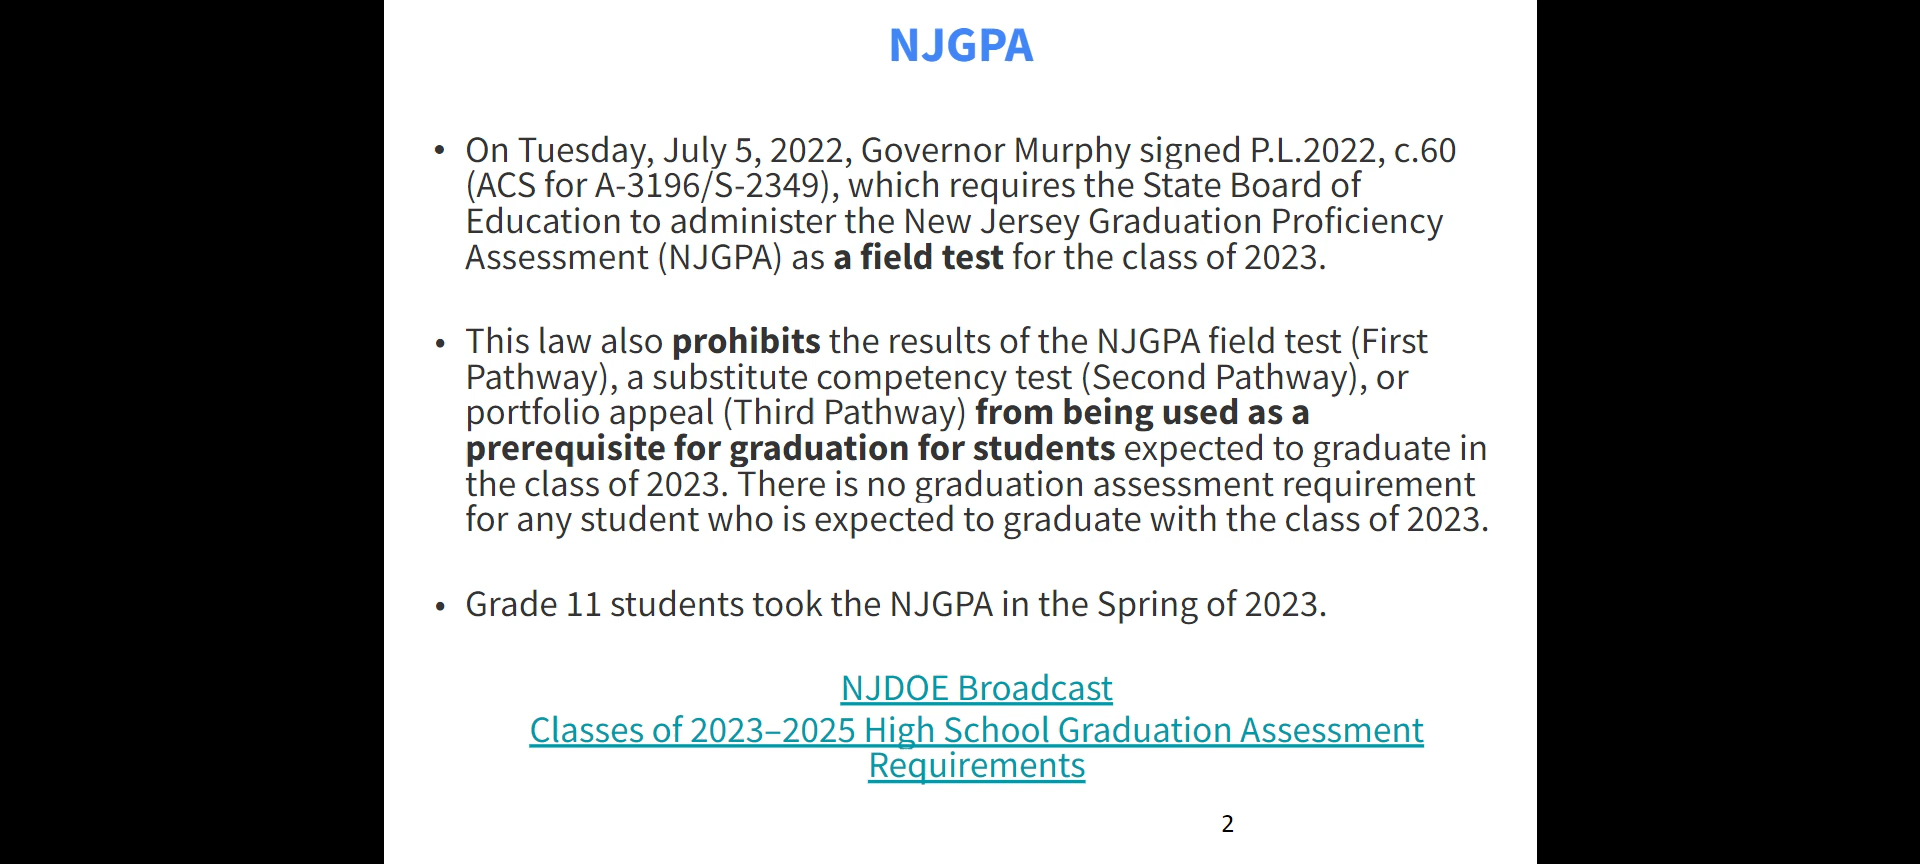 NJGPA
• On Tuesday, July 5, 2022, Governor Murphy signed P.L.2022, c.60
(ACS for A-3196/S-2349), which requires the State Board of
Education to administer the New Jersey Graduation Proficiency
Assessment (NJGPA) as a field test for the class of 2023.
• This law also prohibits the results of the NJGPA field test (First
Pathway), a substitute competency test (Second Pathway), or
portfolio appeal (Third Pathway) from being used as a
prerequisite for graduation for students expected to graduate in
the class of 2023. There is no graduation assessment requirement
for any student who is expected to graduate with the class of 2023.
• Grade 11 students took the NJGPA in the Spring of 2023.
NJDOE Broadcast
Classes of 2023–2025 High School Graduation Assessment
Requirements
2